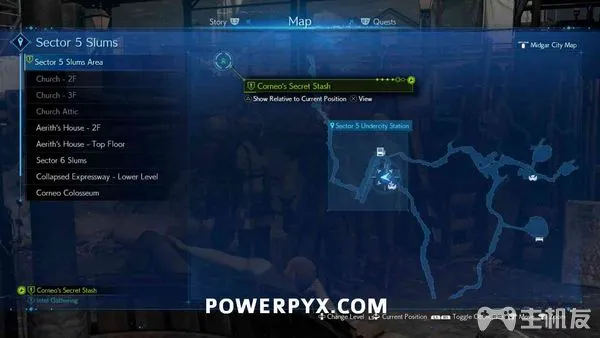 Story Map Quests
Sector 5 Slums
Midgar City Map
Sector 5 Slums Area
Church - 2F
Church - 3F
Church Attic
Aerith's House - 2F
Aerith's House - Top Floor
Sector 6 Slums
Collapsed Expressway - Lower Level
Corneo Colosseum
Corneo's Secret Stash
Show Relative to Current Position View
Sector 5 Undercity Station
Corneo's Secret Stash
Intel Gathering
POWERPYX.COM
Change Level Current Position Toggle Move Zoom
主机友